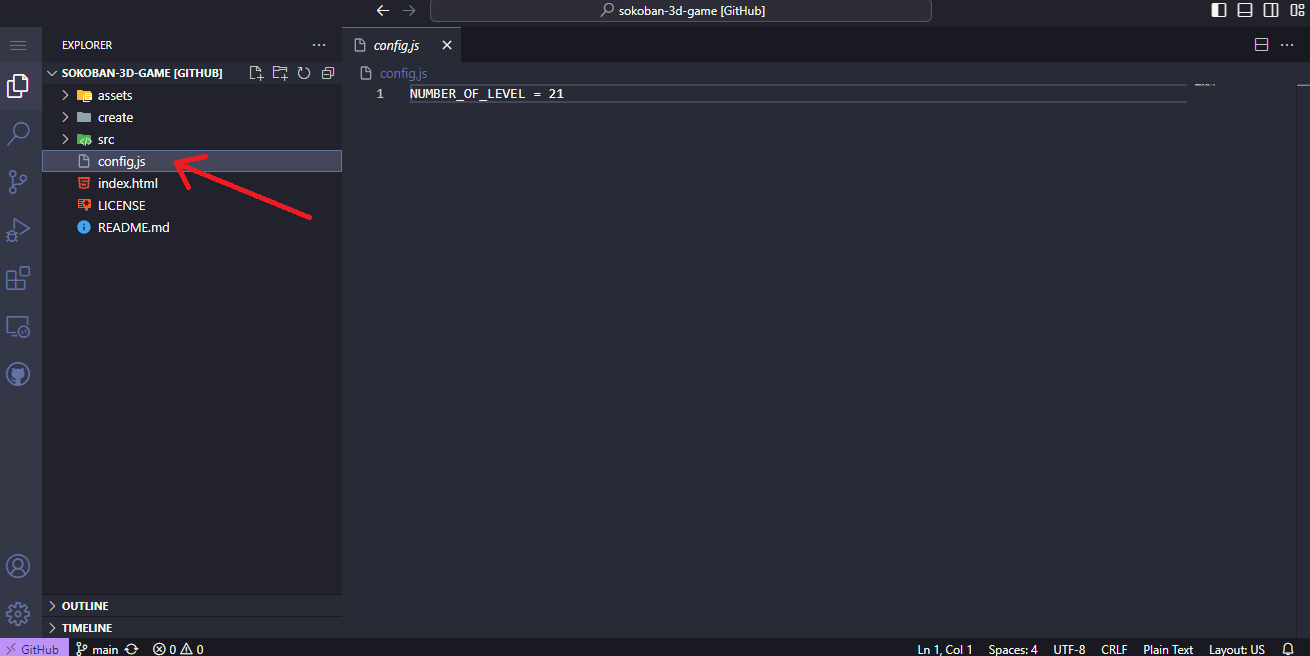 sokoban-3d-game [GitHub]
EXPLORER
SOKOBAN-3D-GAME [GITHUB]
assets
create
src
config,js
index.html
LICENSE
README.md
OUTLINE
TIMELINE
config,js
config,js
1 NUMBER_OF_LEVEL = 21
GitHub main 0 0 Ln 1, Col 1 Spaces: 4 UTF-8 CRLF Plain Text Layout: US